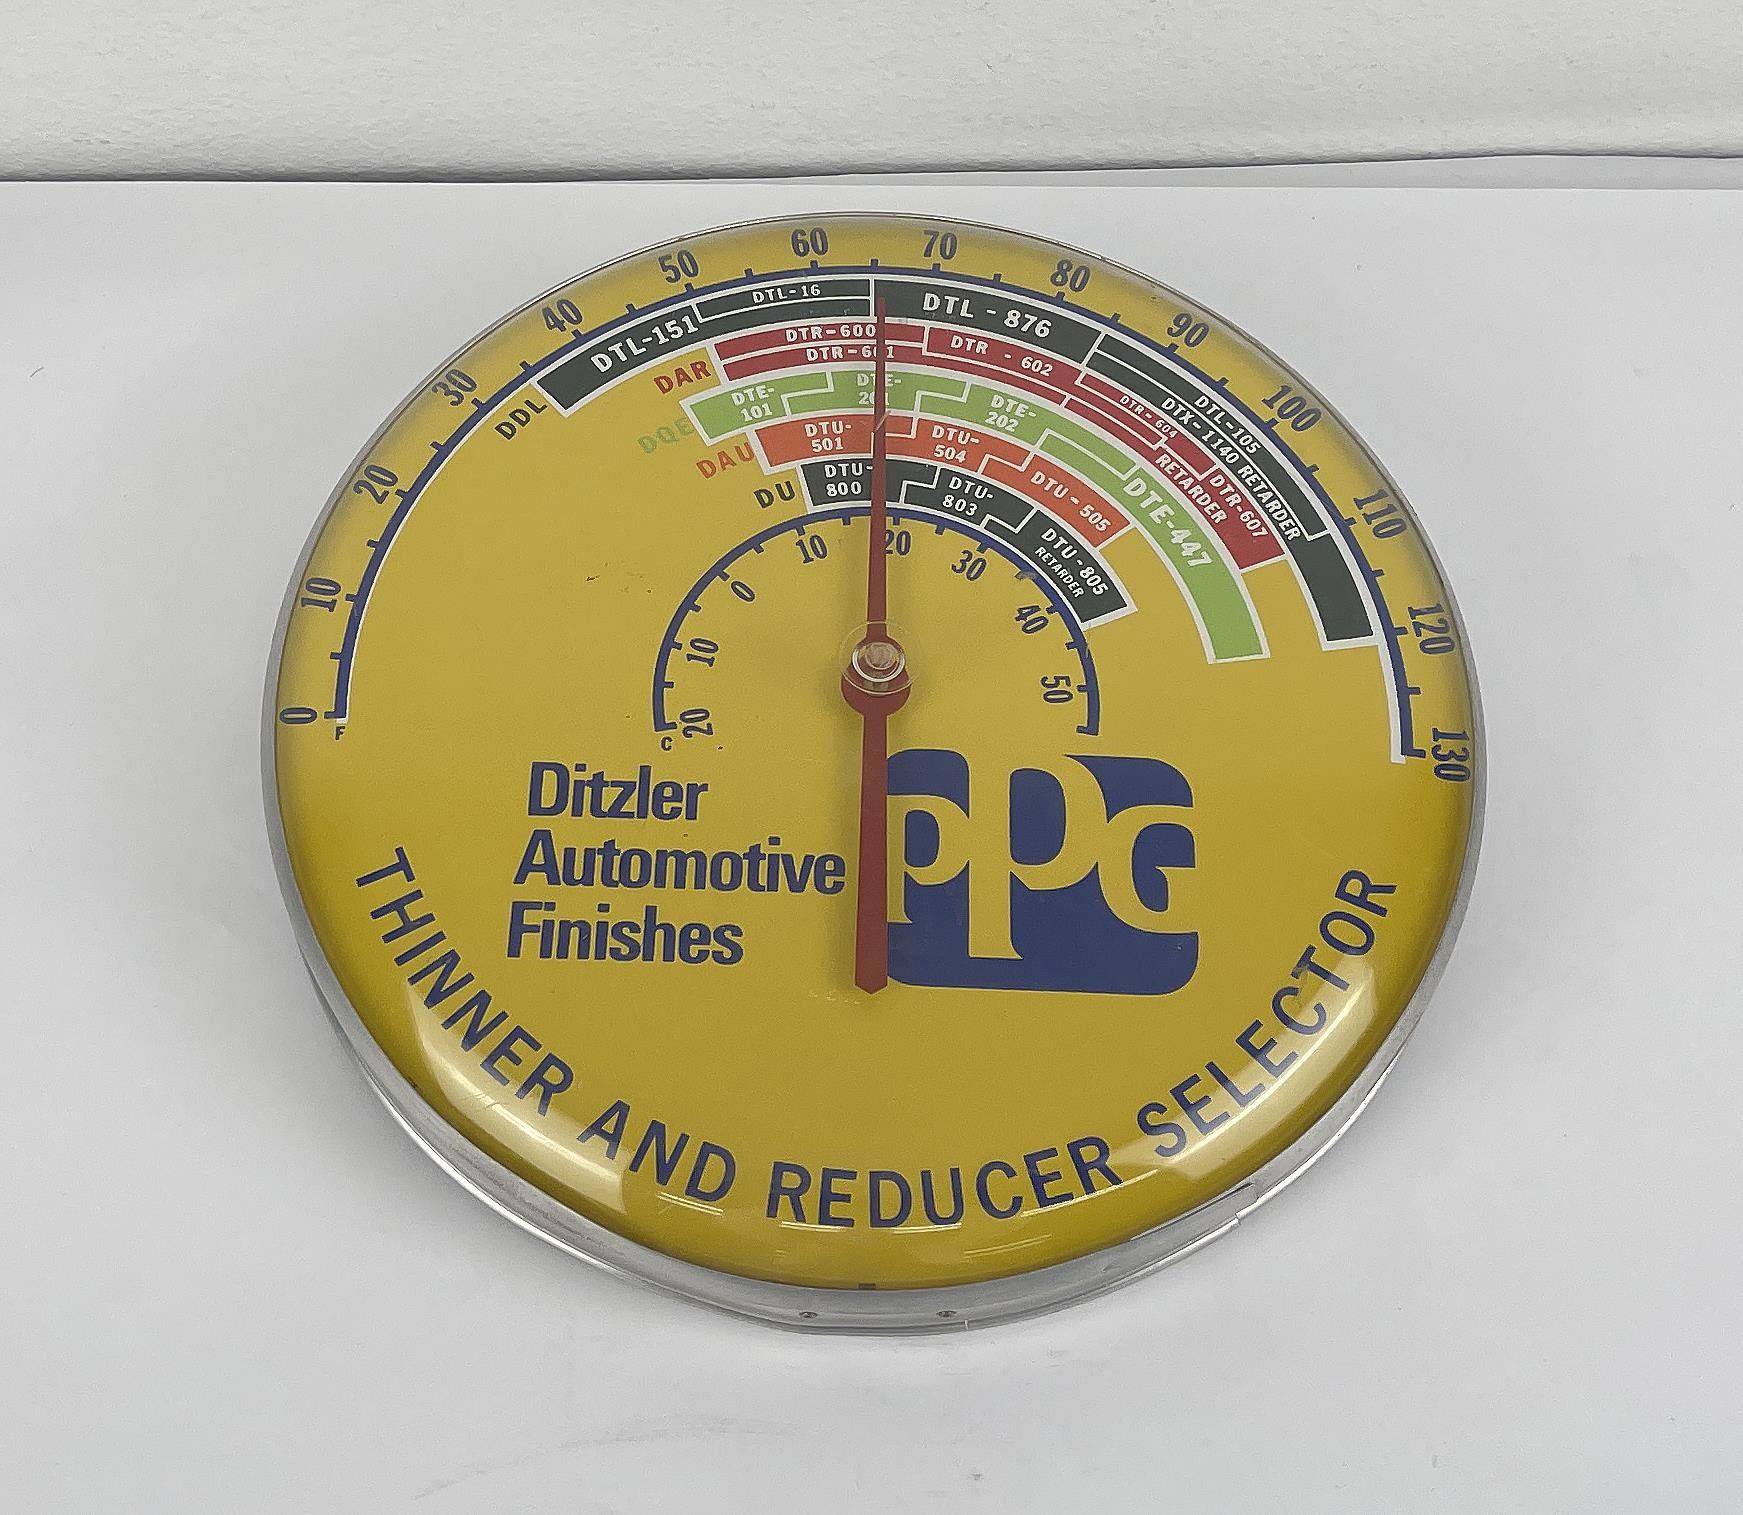 0 10 20 30 40 50 60 70 80 90 100 110 120 130
F
DDL DTL-151 DTL-16 DTL - 876 DTL-105
DTX-1140 RETARDER
DAR DTR-600 DTR - 602 DTR-604 RETARDER
DTR-601 DTR-607
DQE DTE-101 DTE- DTE-202 DTE-447
DAU DTU-501 DTU-504 DTU-505
DU DTU-800 DTU-803 DTU-805 RETARDER
20 10 0 10 20 30 40 50
C
Ditzler
Automotive
Finishes
PPG
THINNER AND REDUCER SELECTOR